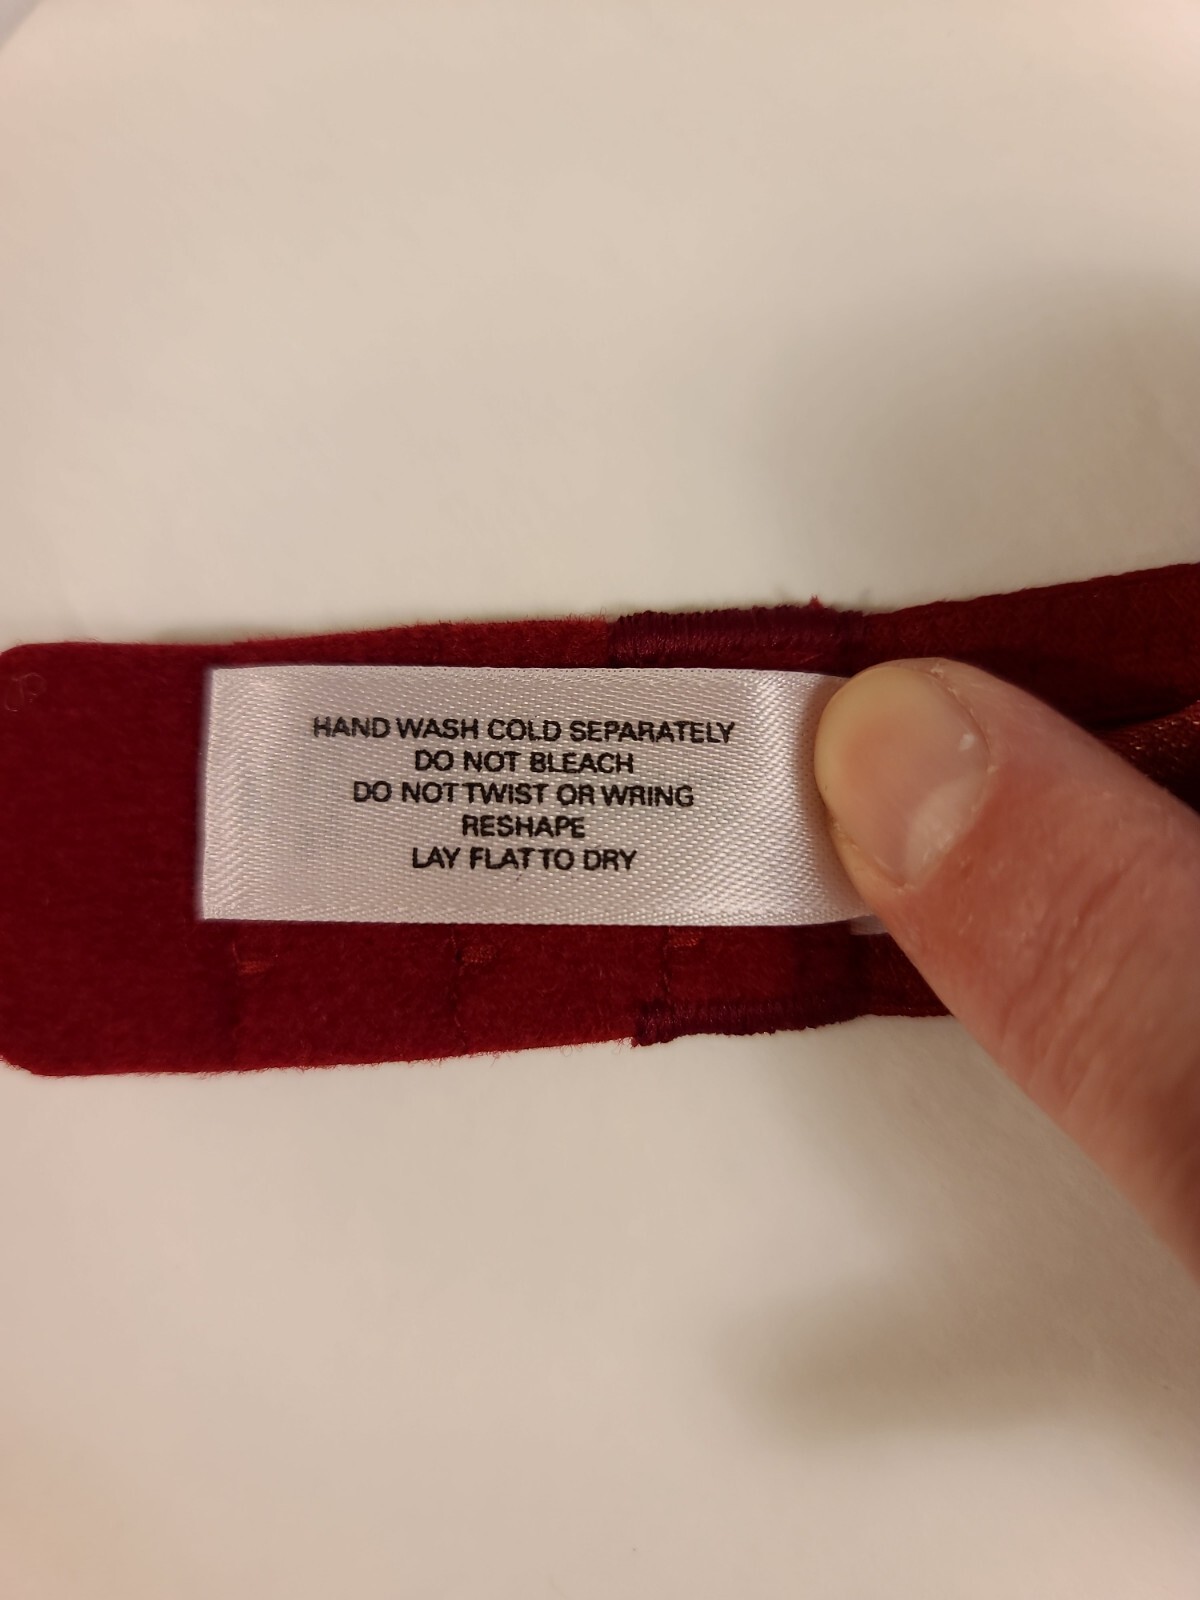 HAND WASH COLD SEPARATELY
DO NOT BLEACH
DO NOT TWIST OR WRING
RESHAPE
LAY FLAT TO DRY